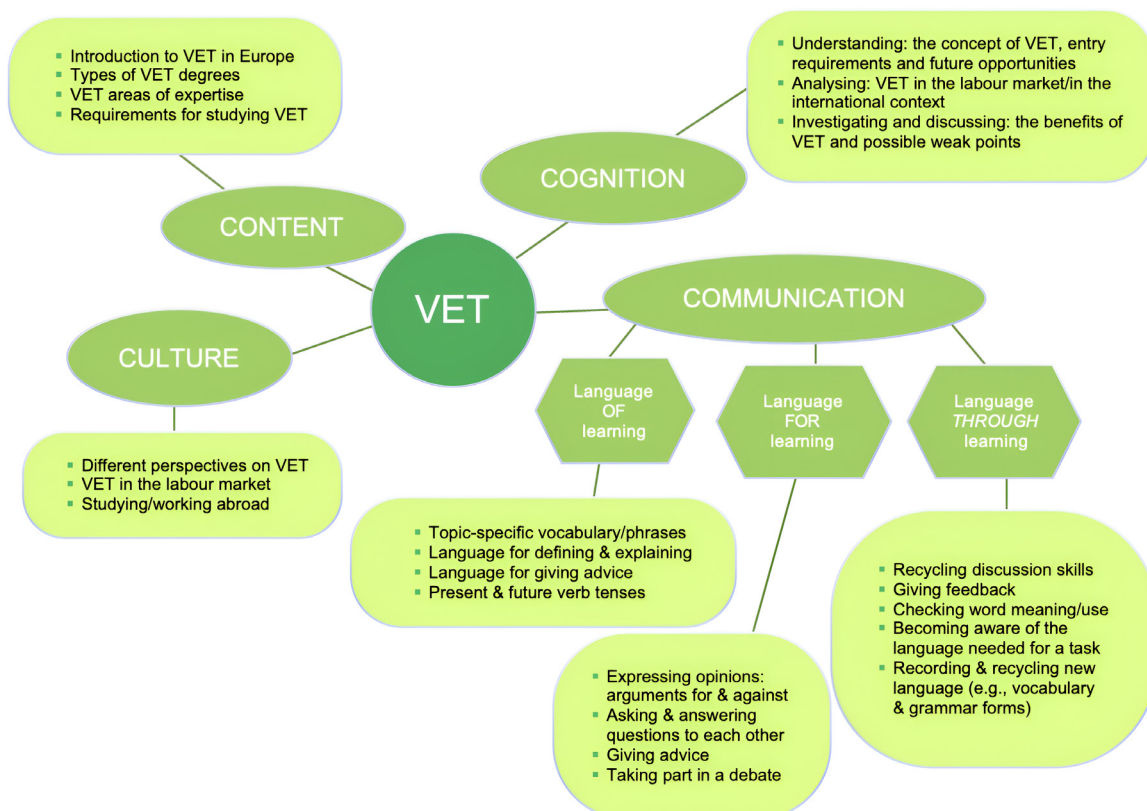 ▪ Introduction to VET in Europe
▪ Types of VET degrees
▪ VET areas of expertise
▪ Requirements for studying VET
▪ Understanding: the concept of VET, entry
requirements and future opportunities
▪ Analysing: VET in the labour market/in the
international context
▪ Investigating and discussing: the benefits of
VET and possible weak points
COGNITION
CONTENT
VET
COMMUNICATION
CULTURE
Language
OF
learning
Language
FOR
learning
Language
THROUGH
learning
▪ Different perspectives on VET
▪ VET in the labour market
▪ Studying/working abroad
▪ Topic-specific vocabulary/phrases
▪ Language for defining & explaining
▪ Language for giving advice
▪ Present & future verb tenses
▪ Recycling discussion skills
▪ Giving feedback
▪ Checking word meaning/use
▪ Becoming aware of the
language needed for a task
▪ Recording & recycling new
language (e.g., vocabulary
& grammar forms)
▪ Expressing opinions:
arguments for & against
▪ Asking & answering
questions to each other
▪ Giving advice
▪ Taking part in a debate